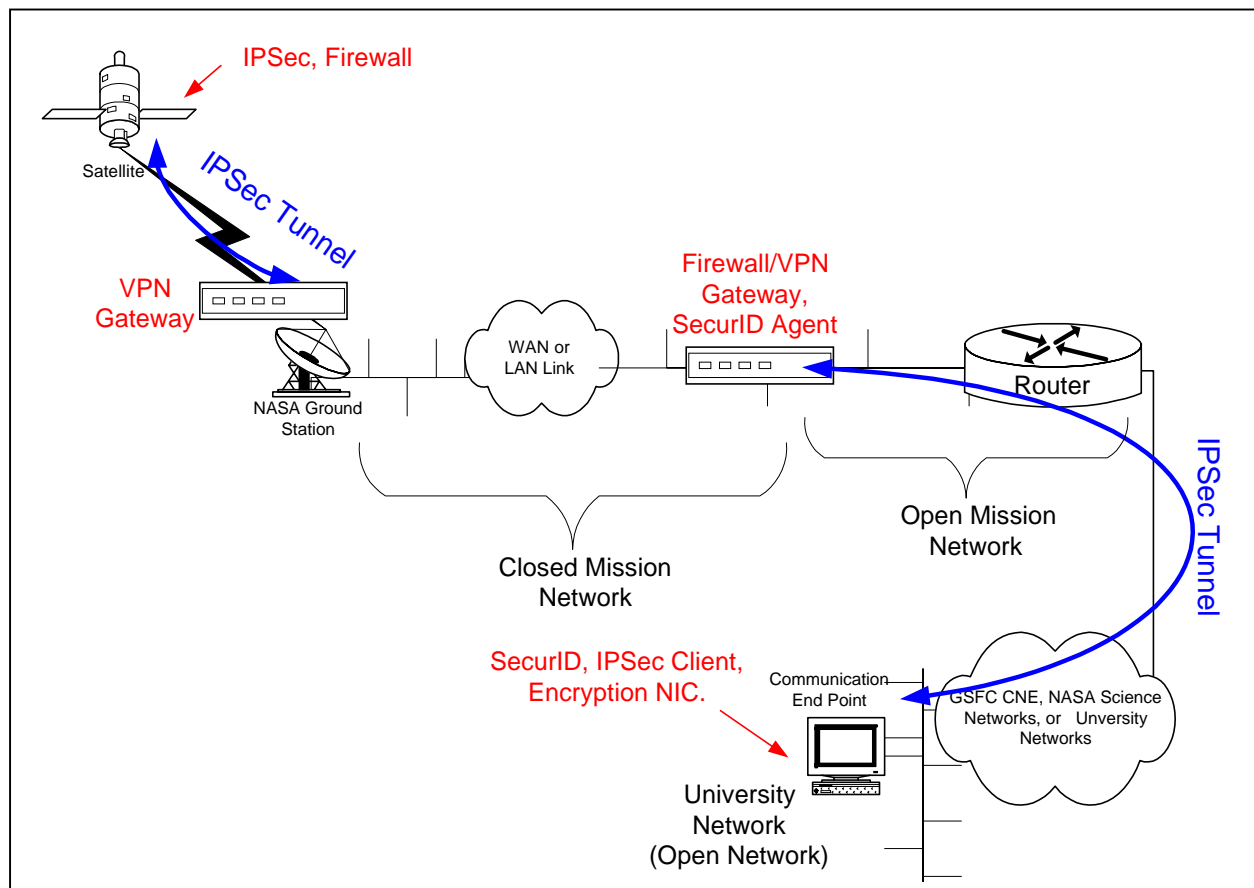 IPSec, Firewall
Satellite
IPSec Tunnel
VPN
Gateway
NASA Ground
Station
WAN or
LAN Link
Firewall/VPN
Gateway,
SecurID Agent
Router
Closed Mission
Network
Open Mission
Network
IPSec Tunnel
SecurID, IPSec Client,
Encryption NIC.
Communication
End Point
GSFC CNE, NASA Science
Networks, or Unversity
Networks
University
Network
(Open Network)